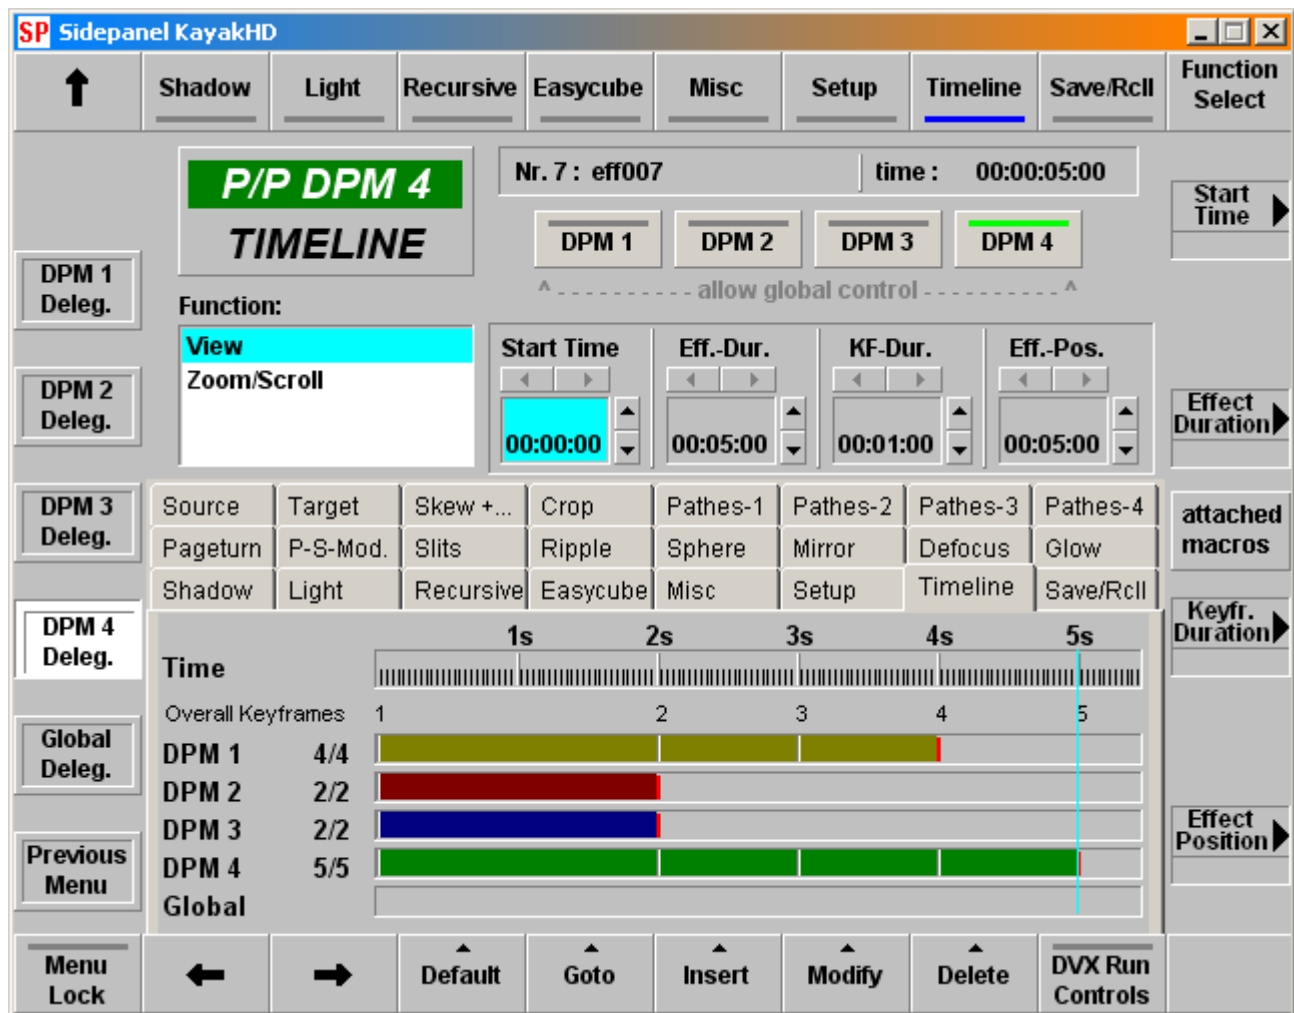 SP Sidepanel KayakHD
Shadow Light Recursive Easycube Misc Setup Timeline Save/Rcll Function Select
P/P DPM 4
TIMELINE
Nr. 7 : eff007 time : 00:00:05:00
DPM 1 DPM 2 DPM 3 DPM 4
^ - - - - - - - - - - allow global control - - - - - - - - - - ^
Start
Time
DPM 1
Deleg.
DPM 2
Deleg.
DPM 3
Deleg.
DPM 4
Deleg.
Global
Deleg.
Previous
Menu
Function:
View
Zoom/Scroll
Start Time Eff.-Dur. KF-Dur. Eff.-Pos.
00:00:00 00:05:00 00:01:00 00:05:00
Effect
Duration
attached
macros
Keyfr.
Duration
Effect
Position
Source Target Skew +... Crop Pathes-1 Pathes-2 Pathes-3 Pathes-4
Pageturn P-S-Mod. Slits Ripple Sphere Mirror Defocus Glow
Shadow Light Recursive Easycube Misc Setup Timeline Save/Rcll
1s 2s 3s 4s 5s
Time
Overall Keyframes 1 2 3 4 5
DPM 1 4/4
DPM 2 2/2
DPM 3 2/2
DPM 4 5/5
Global
Menu
Lock
Default Goto Insert Modify Delete
DVX Run
Controls